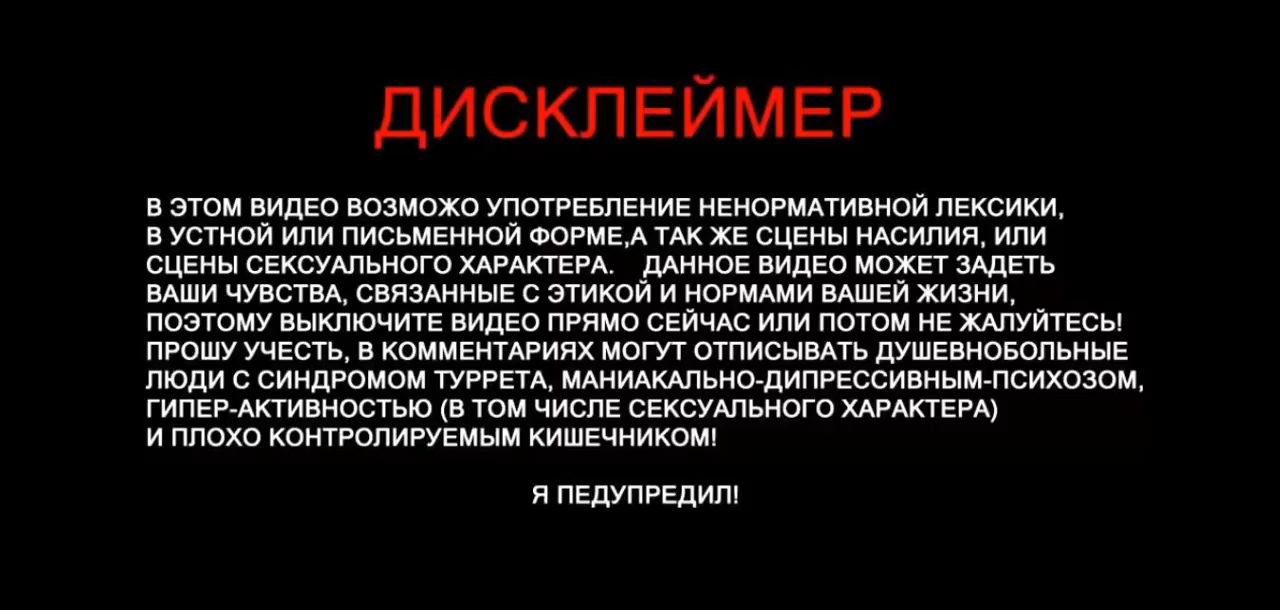 ДИСКЛЕЙМЕР
В ЭТОМ ВИДЕО ВОЗМОЖО УПОТРЕБЛЕНИЕ НЕНОРМАТИВНОЙ ЛЕКСИКИ,
В УСТНОЙ ИЛИ ПИСЬМЕННОЙ ФОРМЕ,А ТАК ЖЕ СЦЕНЫ НАСИЛИЯ, ИЛИ
СЦЕНЫ СЕКСУАЛЬНОГО ХАРАКТЕРА. ДАННОЕ ВИДЕО МОЖЕТ ЗАДЕТЬ
ВАШИ ЧУВСТВА, СВЯЗАННЫЕ С ЭТИКОЙ И НОРМАМИ ВАШЕЙ ЖИЗНИ,
ПОЭТОМУ ВЫКЛЮЧИТЕ ВИДЕО ПРЯМО СЕЙЧАС ИЛИ ПОТОМ НЕ ЖАЛУЙТЕСЬ!
ПРОШУ УЧЕСТЬ, В КОММЕНТАРИЯХ МОГУТ ОТПИСЫВАТЬ ДУШЕВНОБОЛЬНЫЕ
ЛЮДИ С СИНДРОМОМ ТУРРЕТА, МАНИАКАЛЬНО-ДИПРЕССИВНЫМ-ПСИХОЗОМ,
ГИПЕР-АКТИВНОСТЬЮ (В ТОМ ЧИСЛЕ СЕКСУАЛЬНОГО ХАРАКТЕРА)
И ПЛОХО КОНТРОЛИРУЕМЫМ КИШЕЧНИКОМ!
Я ПЕДУПРЕДИЛ!